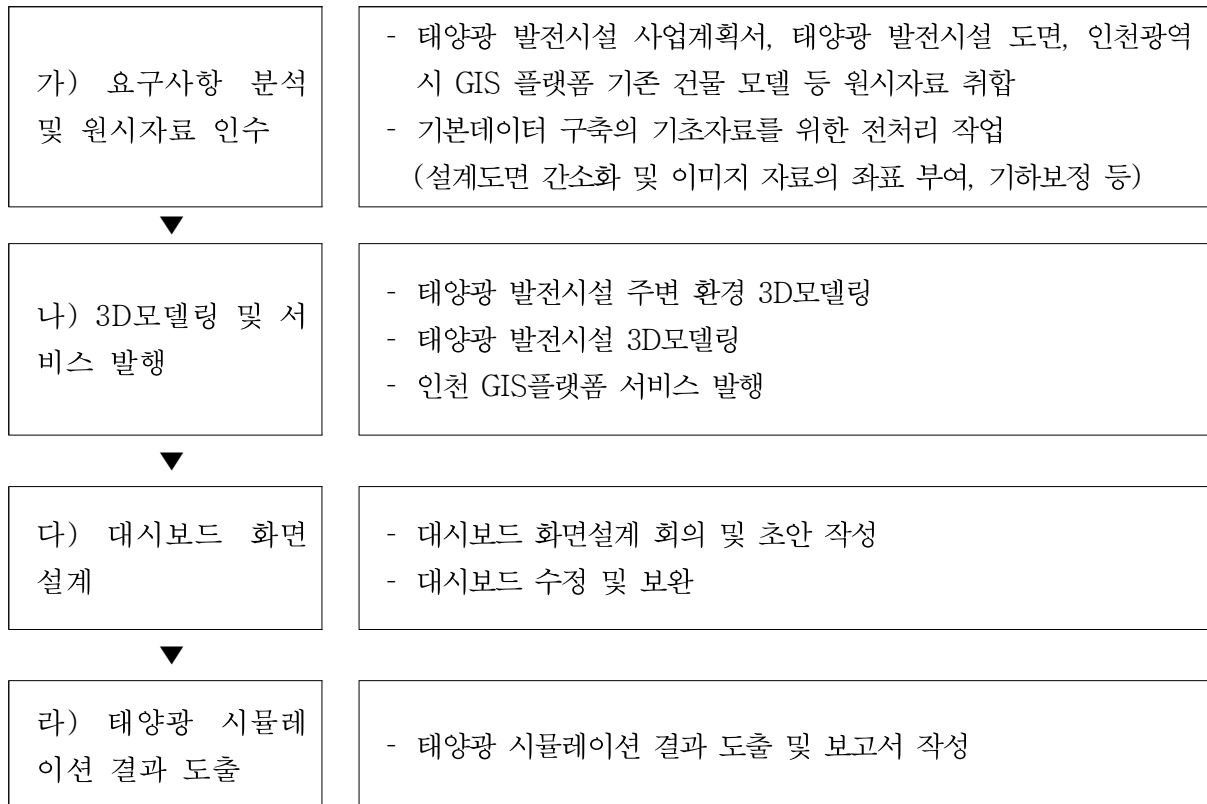 가) 요구사항 분석
및 원시자료 인수
- 태양광 발전시설 사업계획서, 태양광 발전시설 도면, 인천광역
시 GIS 플랫폼 기존 건물 모델 등 원시자료 취합
- 기본데이터 구축의 기초자료를 위한 전처리 작업
(설계도면 간소화 및 이미지 자료의 좌표 부여, 기하보정 등)
▼
나) 3D모델링 및 서
비스 발행
- 태양광 발전시설 주변 환경 3D모델링
- 태양광 발전시설 3D모델링
- 인천 GIS플랫폼 서비스 발행
▼
다) 대시보드 화면
설계
- 대시보드 화면설계 회의 및 초안 작성
- 대시보드 수정 및 보완
▼
라) 태양광 시뮬레
이션 결과 도출
- 태양광 시뮬레이션 결과 도출 및 보고서 작성